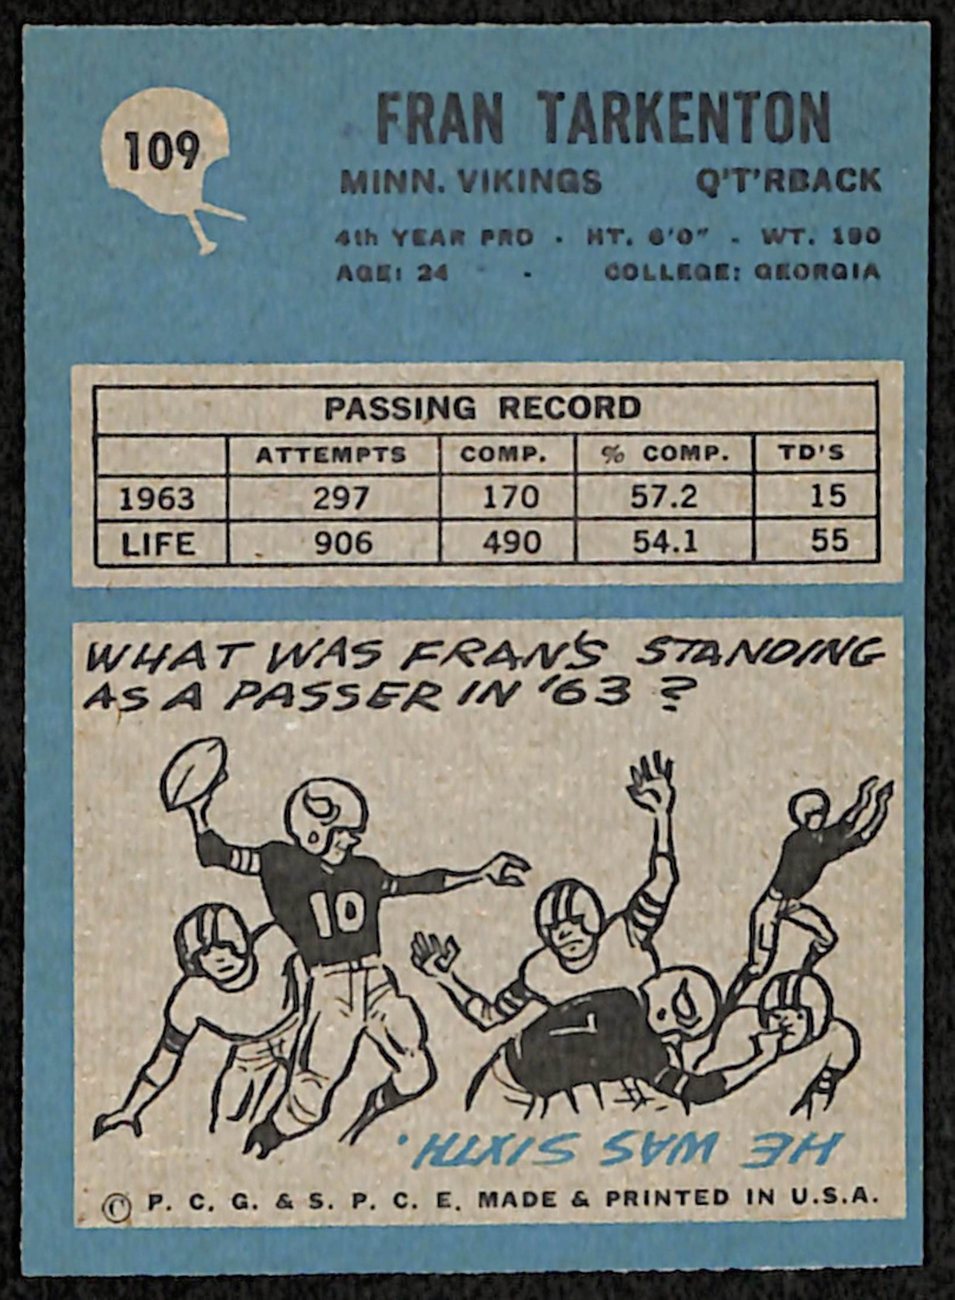 109
FRAN TARKENTON
MINN. VIKINGS Q'T'RBACK
4th YEAR PRO · HT. 6'0" · WT. 190
AGE: 24 · COLLEGE: GEORGIA
PASSING RECORD
ATTEMPTS COMP. % COMP. TD'S
1963 297 170 57.2 15
LIFE 906 490 54.1 55
WHAT WAS FRAN'S STANDING
AS A PASSER IN '63 ?
10
7
HE WAS SIXTH.
© P. C. G. & S. P. C. E. MADE & PRINTED IN U.S.A.